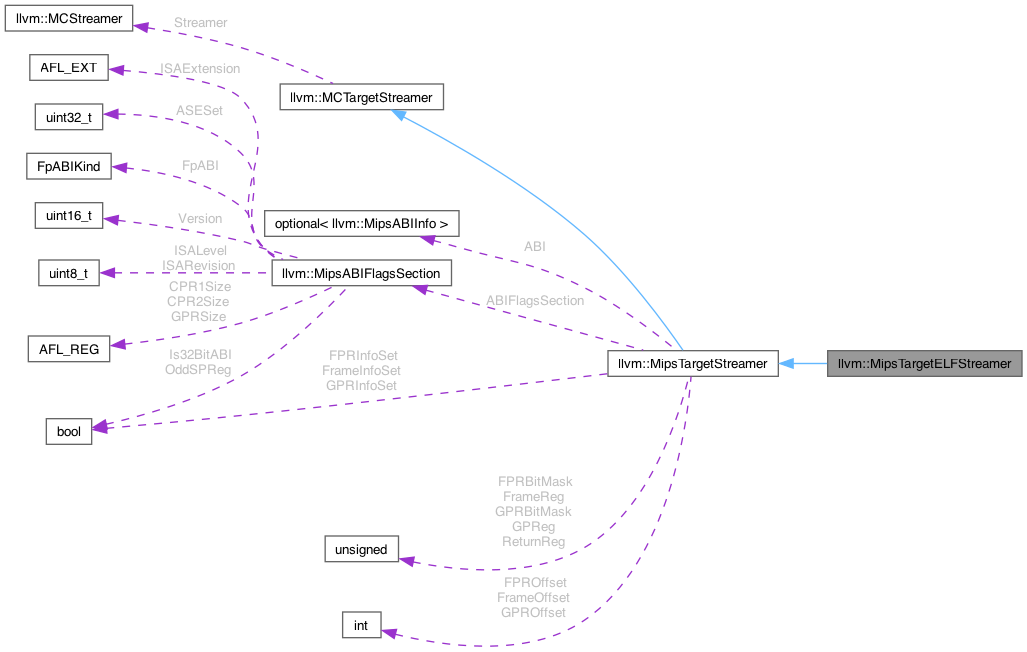 llvm::MCStreamer
Streamer
AFL_EXT
ISAExtension
llvm::MCTargetStreamer
uint32_t
ASESet
FpABIKind
FpABI
uint16_t
Version
optional< llvm::MipsABIInfo >
ABI
uint8_t
ISALevel
ISARevision
llvm::MipsABIFlagsSection
CPR1Size
CPR2Size
GPRSize
ABIFlagsSection
AFL_REG
Is32BitABI
OddSPReg
FPRInfoSet
FrameInfoSet
GPRInfoSet
llvm::MipsTargetStreamer
llvm::MipsTargetELFStreamer
bool
FPRBitMask
FrameReg
GPRBitMask
GPReg
ReturnReg
unsigned
FPROffset
FrameOffset
GPROffset
int